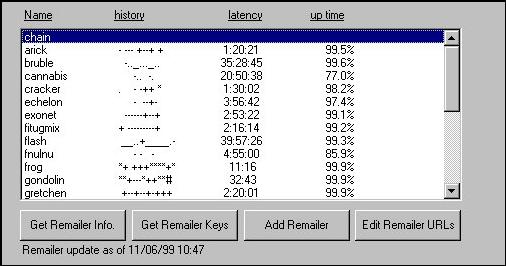 Name history latency up time
chain
arick - --- +--+ + 1:20:21 99.5%
bruble -.._..._.. 35:28:45 99.6%
cannabis -.. -. 20:50:38 77.0%
cracker . - -++ * 1:30:02 98.2%
echelon - --+- 3:56:42 97.4%
exonet ------+--+ 2:53:22 99.1%
fitugmix + ---------+ 2:16:14 99.2%
flash __..+____.- 39:57:26 99.3%
fnulnu - - - 4:55:00 85.9%
frog *+ +++****+* 11:16 99.9%
gondolin **+---*++**# 32:43 99.9%
gretchen +--+--+-+++ 2:20:01 99.9%
Get Remailer Info. Get Remailer Keys Add Remailer Edit Remailer URLs
Remailer update as of 11/06/99 10:47